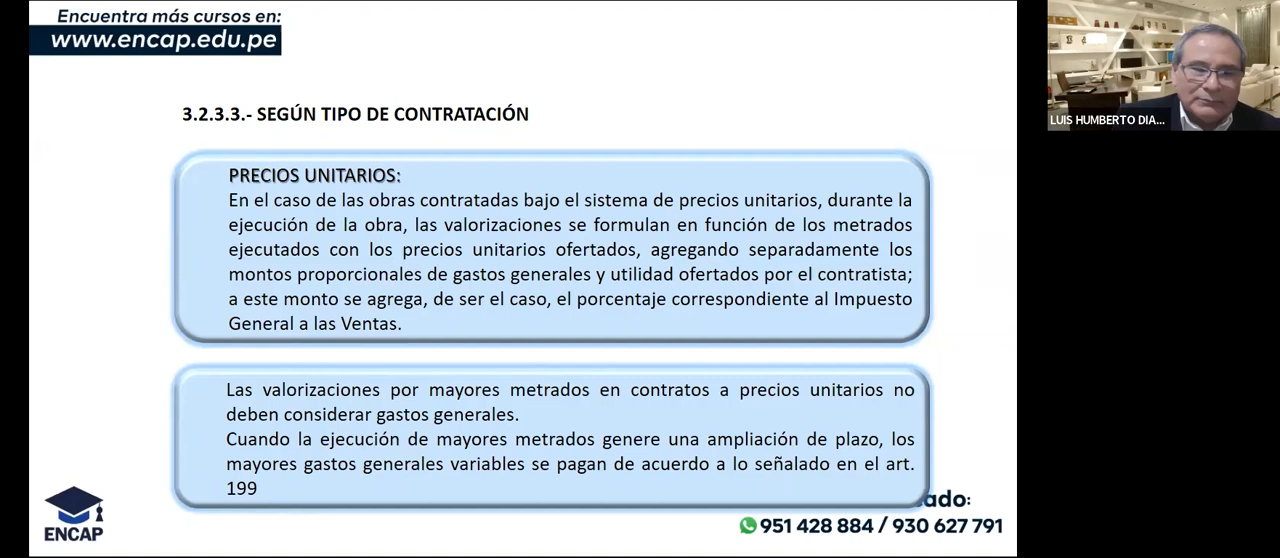 Encuentra más cursos en:
www.encap.edu.pe
LUIS HUMBERTO DIA...
3.2.3.3.- SEGÚN TIPO DE CONTRATACIÓN
PRECIOS UNITARIOS:
En el caso de las obras contratadas bajo el sistema de precios unitarios, durante la
ejecución de la obra, las valorizaciones se formulan en función de los metrados
ejecutados con los precios unitarios ofertados, agregando separadamente los
montos proporcionales de gastos generales y utilidad ofertados por el contratista;
a este monto se agrega, de ser el caso, el porcentaje correspondiente al Impuesto
General a las Ventas.
Las valorizaciones por mayores metrados en contratos a precios unitarios no
deben considerar gastos generales.
Cuando la ejecución de mayores metrados genere una ampliación de plazo, los
mayores gastos generales variables se pagan de acuerdo a lo señalado en el art.
199
ado:
951 428 884 / 930 627 791
ENCAP